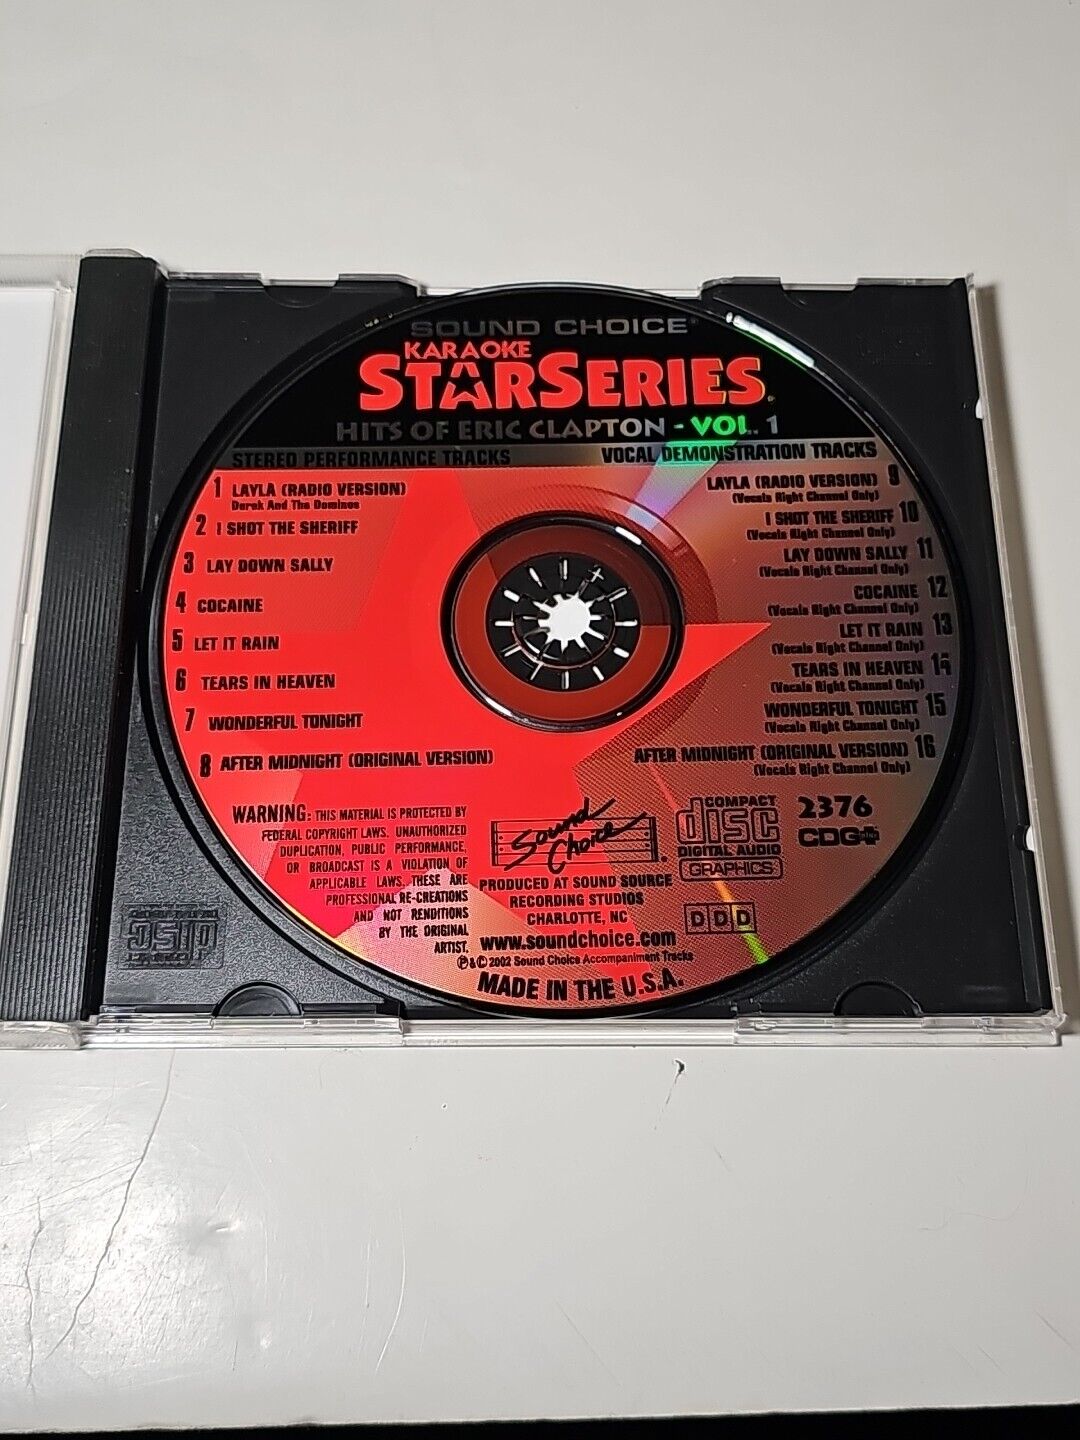 SOUND CHOICE®
KARAOKE
STARSERIES®
HITS OF ERIC CLAPTON - VOL. 1
STEREO PERFORMANCE TRACKS
1 LAYLA (RADIO VERSION)
Derek And The Dominos
2 I SHOT THE SHERIFF
3 LAY DOWN SALLY
4 COCAINE
5 LET IT RAIN
6 TEARS IN HEAVEN
7 WONDERFUL TONIGHT
8 AFTER MIDNIGHT (ORIGINAL VERSION)
VOCAL DEMONSTRATION TRACKS
LAYLA (RADIO VERSION) 9
(Vocals Right Channel Only)
I SHOT THE SHERIFF 10
(Vocals Right Channel Only)
LAY DOWN SALLY 11
(Vocals Right Channel Only)
COCAINE 12
(Vocals Right Channel Only)
LET IT RAIN 13
(Vocals Right Channel Only)
TEARS IN HEAVEN 14
(Vocals Right Channel Only)
WONDERFUL TONIGHT 15
(Vocals Right Channel Only)
AFTER MIDNIGHT (ORIGINAL VERSION) 16
(Vocals Right Channel Only)
WARNING: THIS MATERIAL IS PROTECTED BY
FEDERAL COPYRIGHT LAWS. UNAUTHORIZED
DUPLICATION, PUBLIC PERFORMANCE,
OR BROADCAST IS A VIOLATION OF
APPLICABLE LAWS. THESE ARE
PROFESSIONAL RE-CREATIONS
AND NOT RENDITIONS
BY THE ORIGINAL
ARTIST.
Sound
Choice®
PRODUCED AT SOUND SOURCE
RECORDING STUDIOS
CHARLOTTE, NC
www.soundchoice.com
℗&© 2002 Sound Choice Accompaniment Tracks
MADE IN THE U.S.A.
COMPACT
disc
DIGITAL AUDIO
GRAPHICS
2376
CDG+
DDD
disc